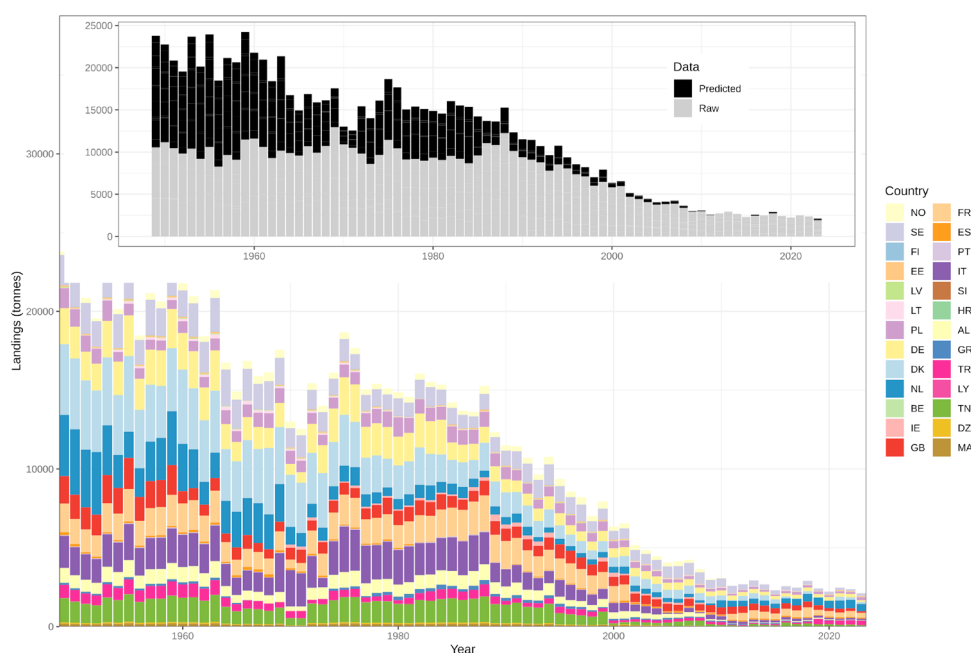 25000
20000
15000
10000
5000
0
1960
1980
2000
2020
Data
Predicted
Raw
30000
20000
10000
0
Landings (tonnes)
1960
1980
2000
2020
Year
Country
NO FR
SE ES
FI PT
EE IT
LV SI
LT HR
PL AL
DE GR
DK TR
NL LY
BE TN
IE DZ
GB MA